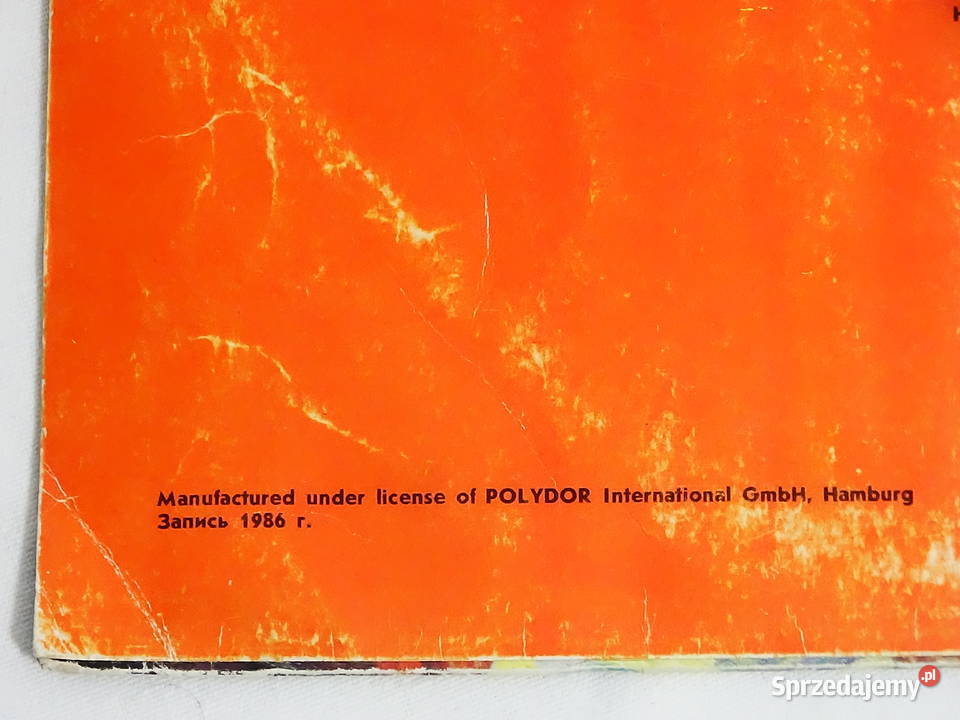 Manufactured under license of POLYDOR International GmbH, Hamburg
Запись 1986 г.
Sprzedajemy.pl